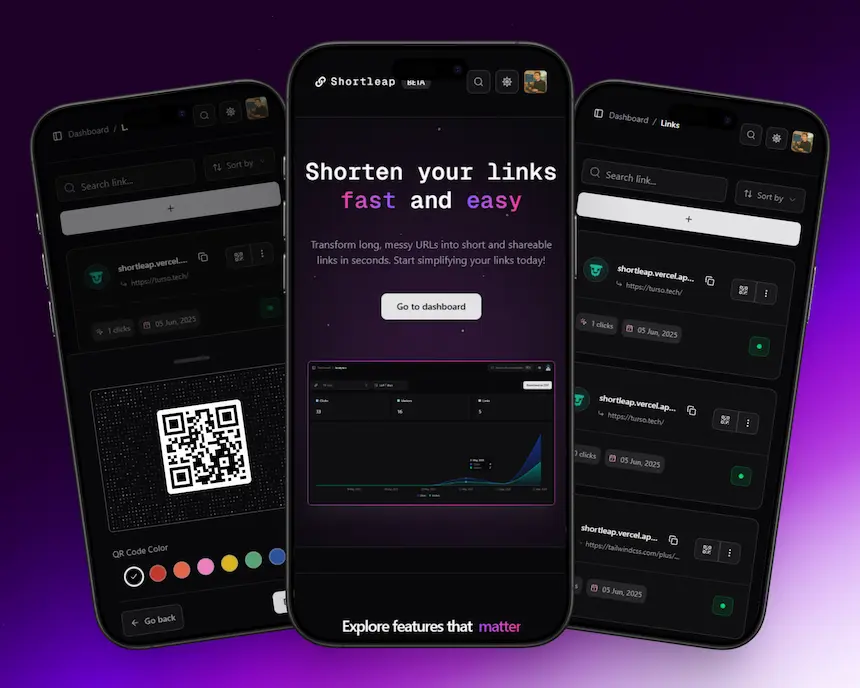 Dashboard / L
Search link...
Sort by
+
shortleap.vercel....
https://turso.tech/
1 clicks
05 Jun, 2025
QR Code Color
Go back
Shortleap BETA
Shorten your links
fast and easy
Transform long, messy URLs into short and shareable
links in seconds. Start simplifying your links today!
Go to dashboard
33
16
5
Explore features that matter
Dashboard / Links
Search link...
Sort by
+
shortleap.vercel.ap...
https://turso.tech/
1 clicks
05 Jun, 2025
shortleap.vercel.ap...
https://turso.tech/
clicks
05 Jun, 2025
shortleap.vercel.ap...
https://tailwindcss.com/plus/...
05 Jun, 2025